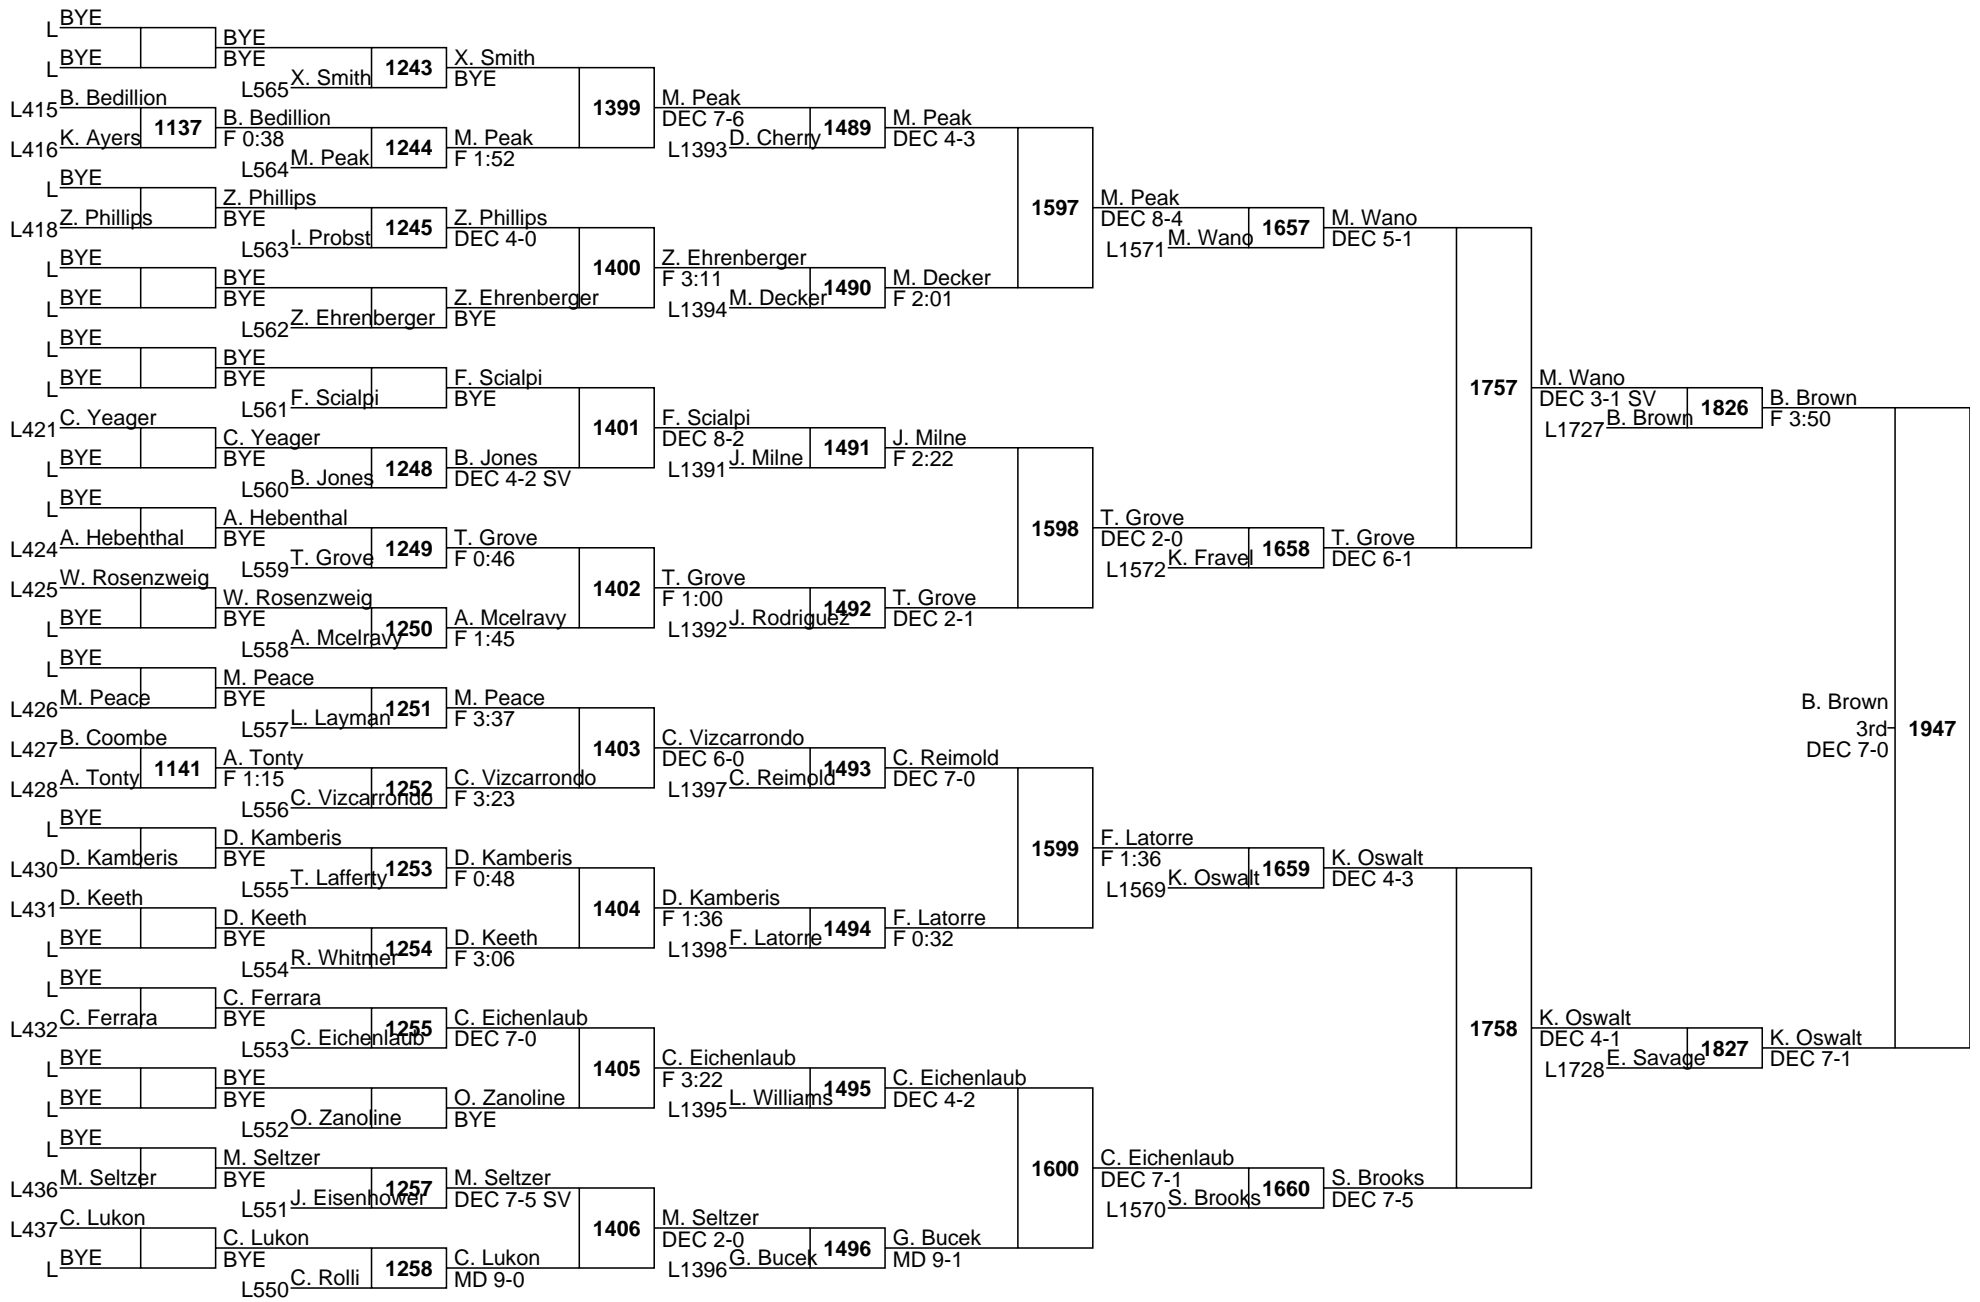 BYE
L
BYE
L
BYE
BYE
L565 X. Smith
1243
X. Smith
BYE
L415 B. Bedillion
L416 K. Ayers
1137
B. Bedillion
F 0:38
L564 M. Peak
1244
M. Peak
F 1:52
1399
M. Peak
DEC 7-6
L1393 D. Cherry
1489
M. Peak
DEC 4-3
L BYE
L418 Z. Phillips
Z. Phillips
BYE
L563 I. Probst
1245
Z. Phillips
DEC 4-0
L BYE
L BYE
BYE
BYE
L562 Z. Ehrenberger
Z. Ehrenberger
BYE
1400
Z. Ehrenberger
F 3:11
L1394 M. Decker
1490
M. Decker
F 2:01
1597
M. Peak
DEC 8-4
L1571 M. Wano
1657
M. Wano
DEC 5-1
L BYE
L BYE
BYE
BYE
L561 F. Scialpi
F. Scialpi
BYE
L421 C. Yeager
L BYE
C. Yeager
BYE
L560 B. Jones
1248
B. Jones
DEC 4-2 SV
1401
F. Scialpi
DEC 8-2
L1391 J. Milne
1491
J. Milne
F 2:22
L BYE
L424 A. Hebenthal
A. Hebenthal
BYE
L559 T. Grove
1249
T. Grove
F 0:46
L425 W. Rosenzweig
L BYE
W. Rosenzweig
BYE
L558 A. Mcelravy
1250
A. Mcelravy
F 1:45
1402
T. Grove
F 1:00
L1392 J. Rodriguez
1492
T. Grove
DEC 2-1
1598
T. Grove
DEC 2-0
L1572 K. Fravel
1658
T. Grove
DEC 6-1
1757
M. Wano
DEC 3-1 SV
L1727 B. Brown
1826
B. Brown
F 3:50
L BYE
L426 M. Peace
M. Peace
BYE
L557 L. Layman
1251
M. Peace
F 3:37
L427 B. Coombe
L428 A. Tonty
1141
A. Tonty
F 1:15
L556 C. Vizcarrondo
1252
C. Vizcarrondo
F 3:23
1403
C. Vizcarrondo
DEC 6-0
L1397 C. Reimold
1493
C. Reimold
DEC 7-0
L BYE
L430 D. Kamberis
D. Kamberis
BYE
L555 T. Lafferty
1253
D. Kamberis
F 0:48
L431 D. Keeth
L BYE
D. Keeth
BYE
L554 R. Whitmer
1254
D. Keeth
F 3:06
1404
D. Kamberis
F 1:36
L1398 F. Latorre
1494
F. Latorre
F 0:32
1599
F. Latorre
F 1:36
L1569 K. Oswalt
1659
K. Oswalt
DEC 4-3
L BYE
L432 C. Ferrara
C. Ferrara
BYE
L553 C. Eichenlaub
1255
C. Eichenlaub
DEC 7-0
L BYE
L BYE
BYE
BYE
L552 O. Zanoline
O. Zanoline
BYE
1405
C. Eichenlaub
F 3:22
L1395 L. Williams
1495
C. Eichenlaub
DEC 4-2
L BYE
L436 M. Seltzer
M. Seltzer
BYE
L551 J. Eisenhower
1257
M. Seltzer
DEC 7-5 SV
L437 C. Lukon
L BYE
C. Lukon
BYE
L550 C. Rolli
1258
C. Lukon
MD 9-0
1406
M. Seltzer
DEC 2-0
L1396 G. Bucek
1496
G. Bucek
MD 9-1
1600
C. Eichenlaub
DEC 7-1
L1570 S. Brooks
1660
S. Brooks
DEC 7-5
1758
K. Oswalt
DEC 4-1
L1728 E. Savage
1827
K. Oswalt
DEC 7-1
B. Brown
3rd
DEC 7-0
1947